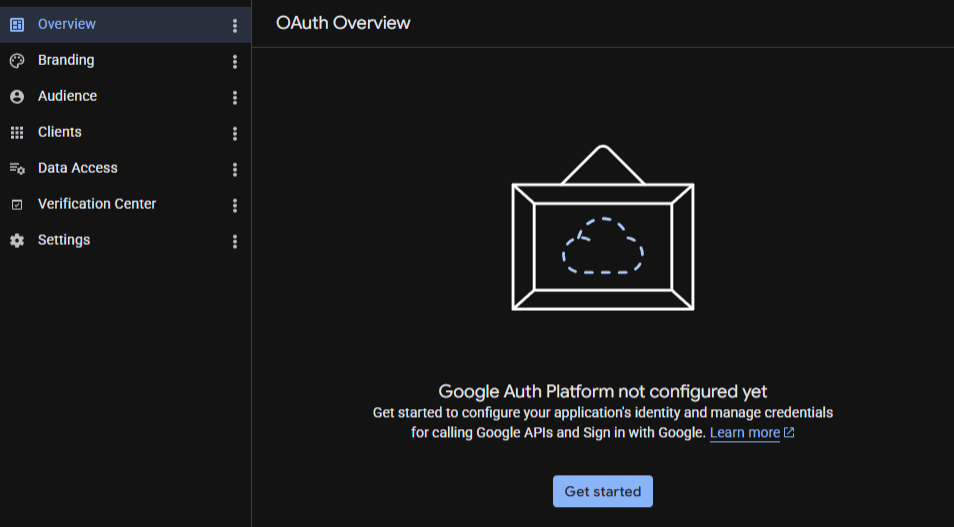 Overview
Branding
Audience
Clients
Data Access
Verification Center
Settings
OAuth Overview
Google Auth Platform not configured yet
Get started to configure your application's identity and manage credentials
for calling Google APIs and Sign in with Google. Learn more
Get started